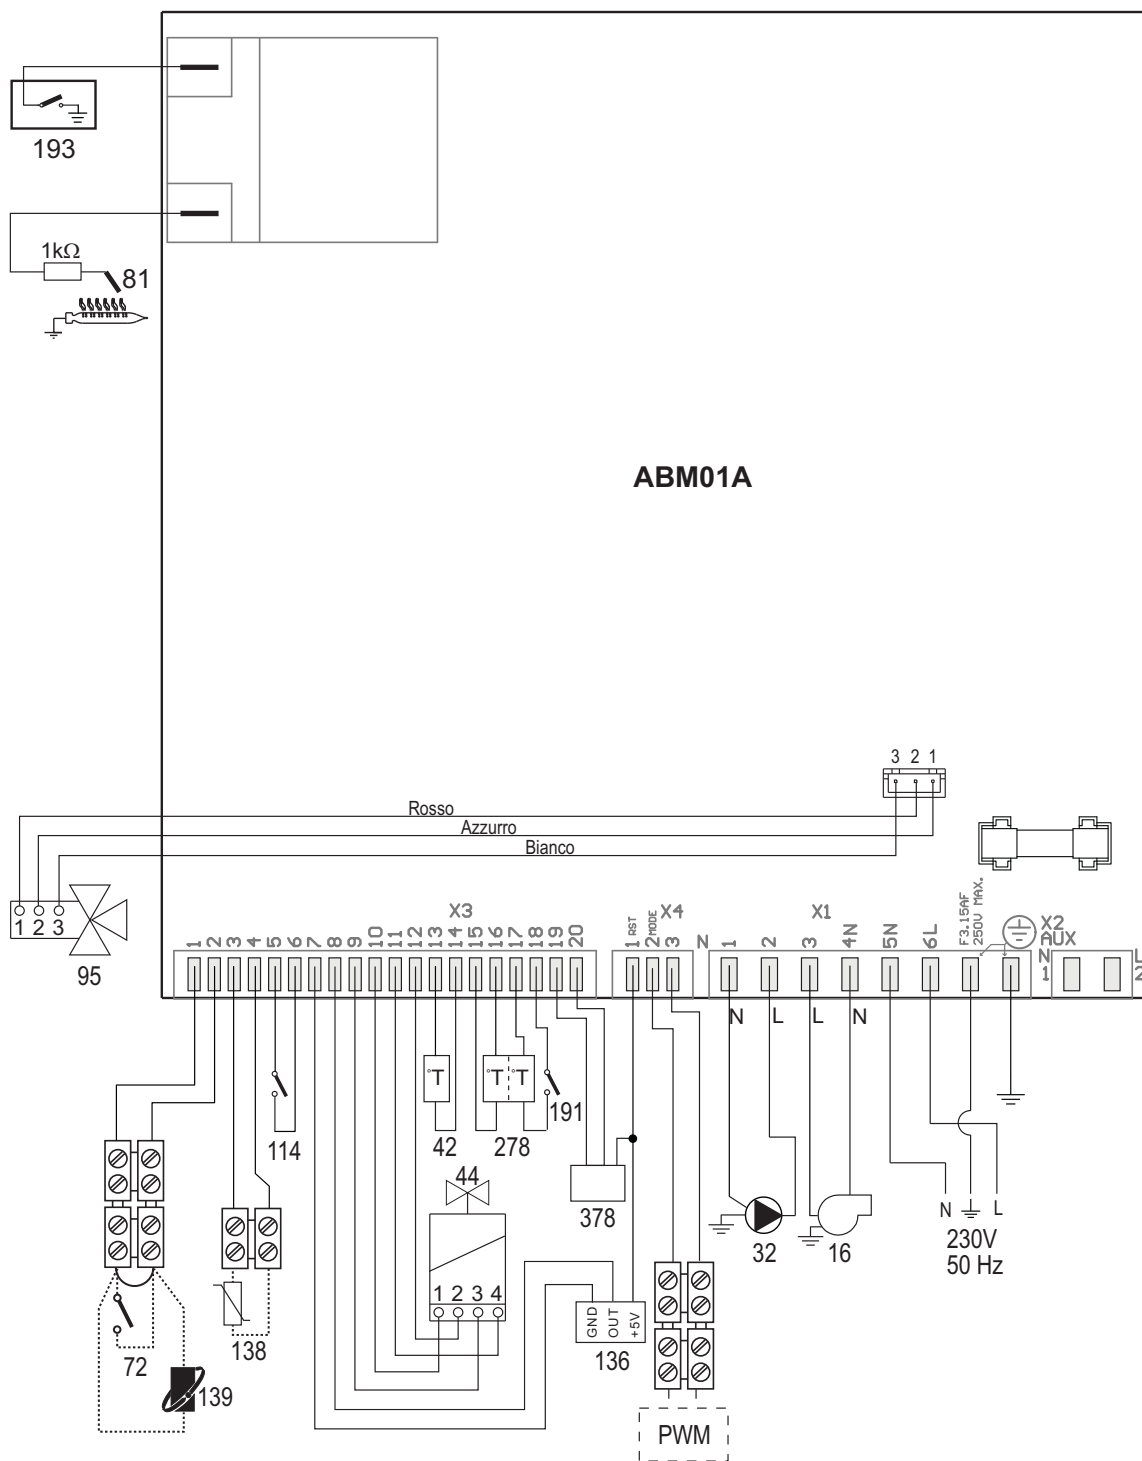 193
1kΩ
81
ABM01A
3 2 1
Rosso
Azzurro
Bianco
1 2 3
95
X3
1 2 3 4 5 6 7 8 9 10 11 12 13 14 15 16 17 18 19 20
X4
1 RST
2 MODE
3
N
X1
1 2 3 4N 5N 6L
F3.15AF
250V MAX.
X2
AUX
N L
1 2
N L L N
°T
°T °T
114
42
278
191
44
378
32
16
N L
230V
50 Hz
1 2 3 4
GND
OUT
+5V
136
72
138
139
PWM